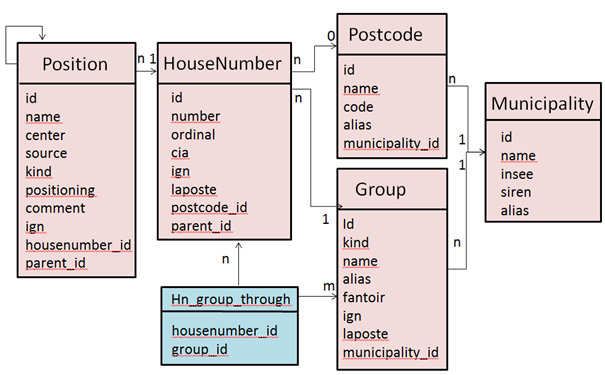 Position
id
name
center
source
kind
positioning
comment
ign
housenumber_id
parent_id
n 1
HouseNumber
id
number
ordinal
cia
ign
laposte
postcode_id
parent_id
n
0
n
1
Postcode
id
name
code
alias
municipality_id
n
1
Municipality
id
name
insee
siren
alias
1
n
Group
Id
kind
name
alias
fantoir
ign
laposte
municipality_id
n
m
Hn_group_through
housenumber_id
group_id